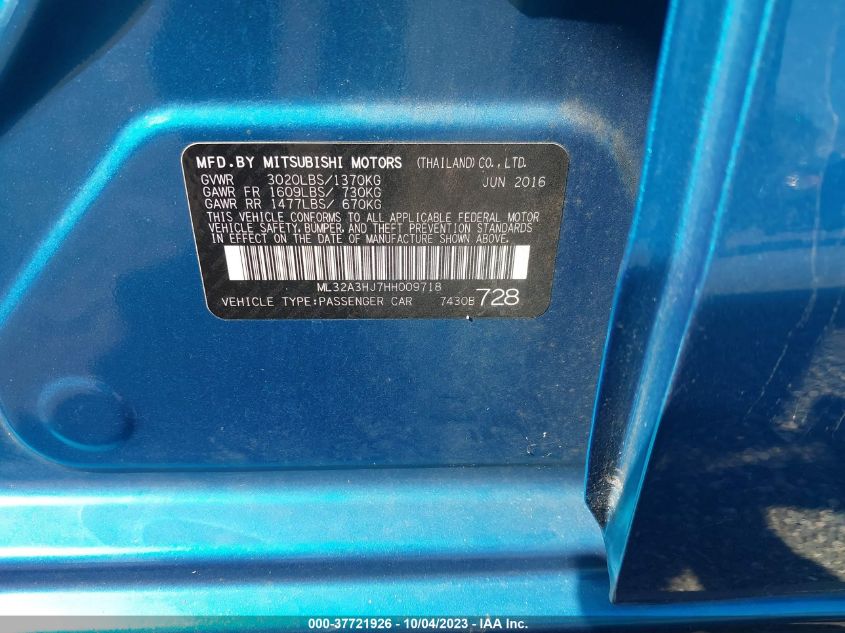 MFD.BY MITSUBISHI MOTORS (THAILAND) CO., LTD.
GVWR 3020LBS/1370KG JUN 2016
GAWR FR 1609LBS/ 730KG
GAWR RR 1477LBS/ 670KG
THIS VEHICLE CONFORMS TO ALL APPLICABLE FEDERAL MOTOR
VEHICLE SAFETY, BUMPER, AND THEFT PREVENTION STANDARDS
IN EFFECT ON THE DATE OF MANUFACTURE SHOWN ABOVE.
ML32A3HJ7HH009718
VEHICLE TYPE:PASSENGER CAR 7430B 728
000-37721926 - 10/04/2023 - IAA Inc.